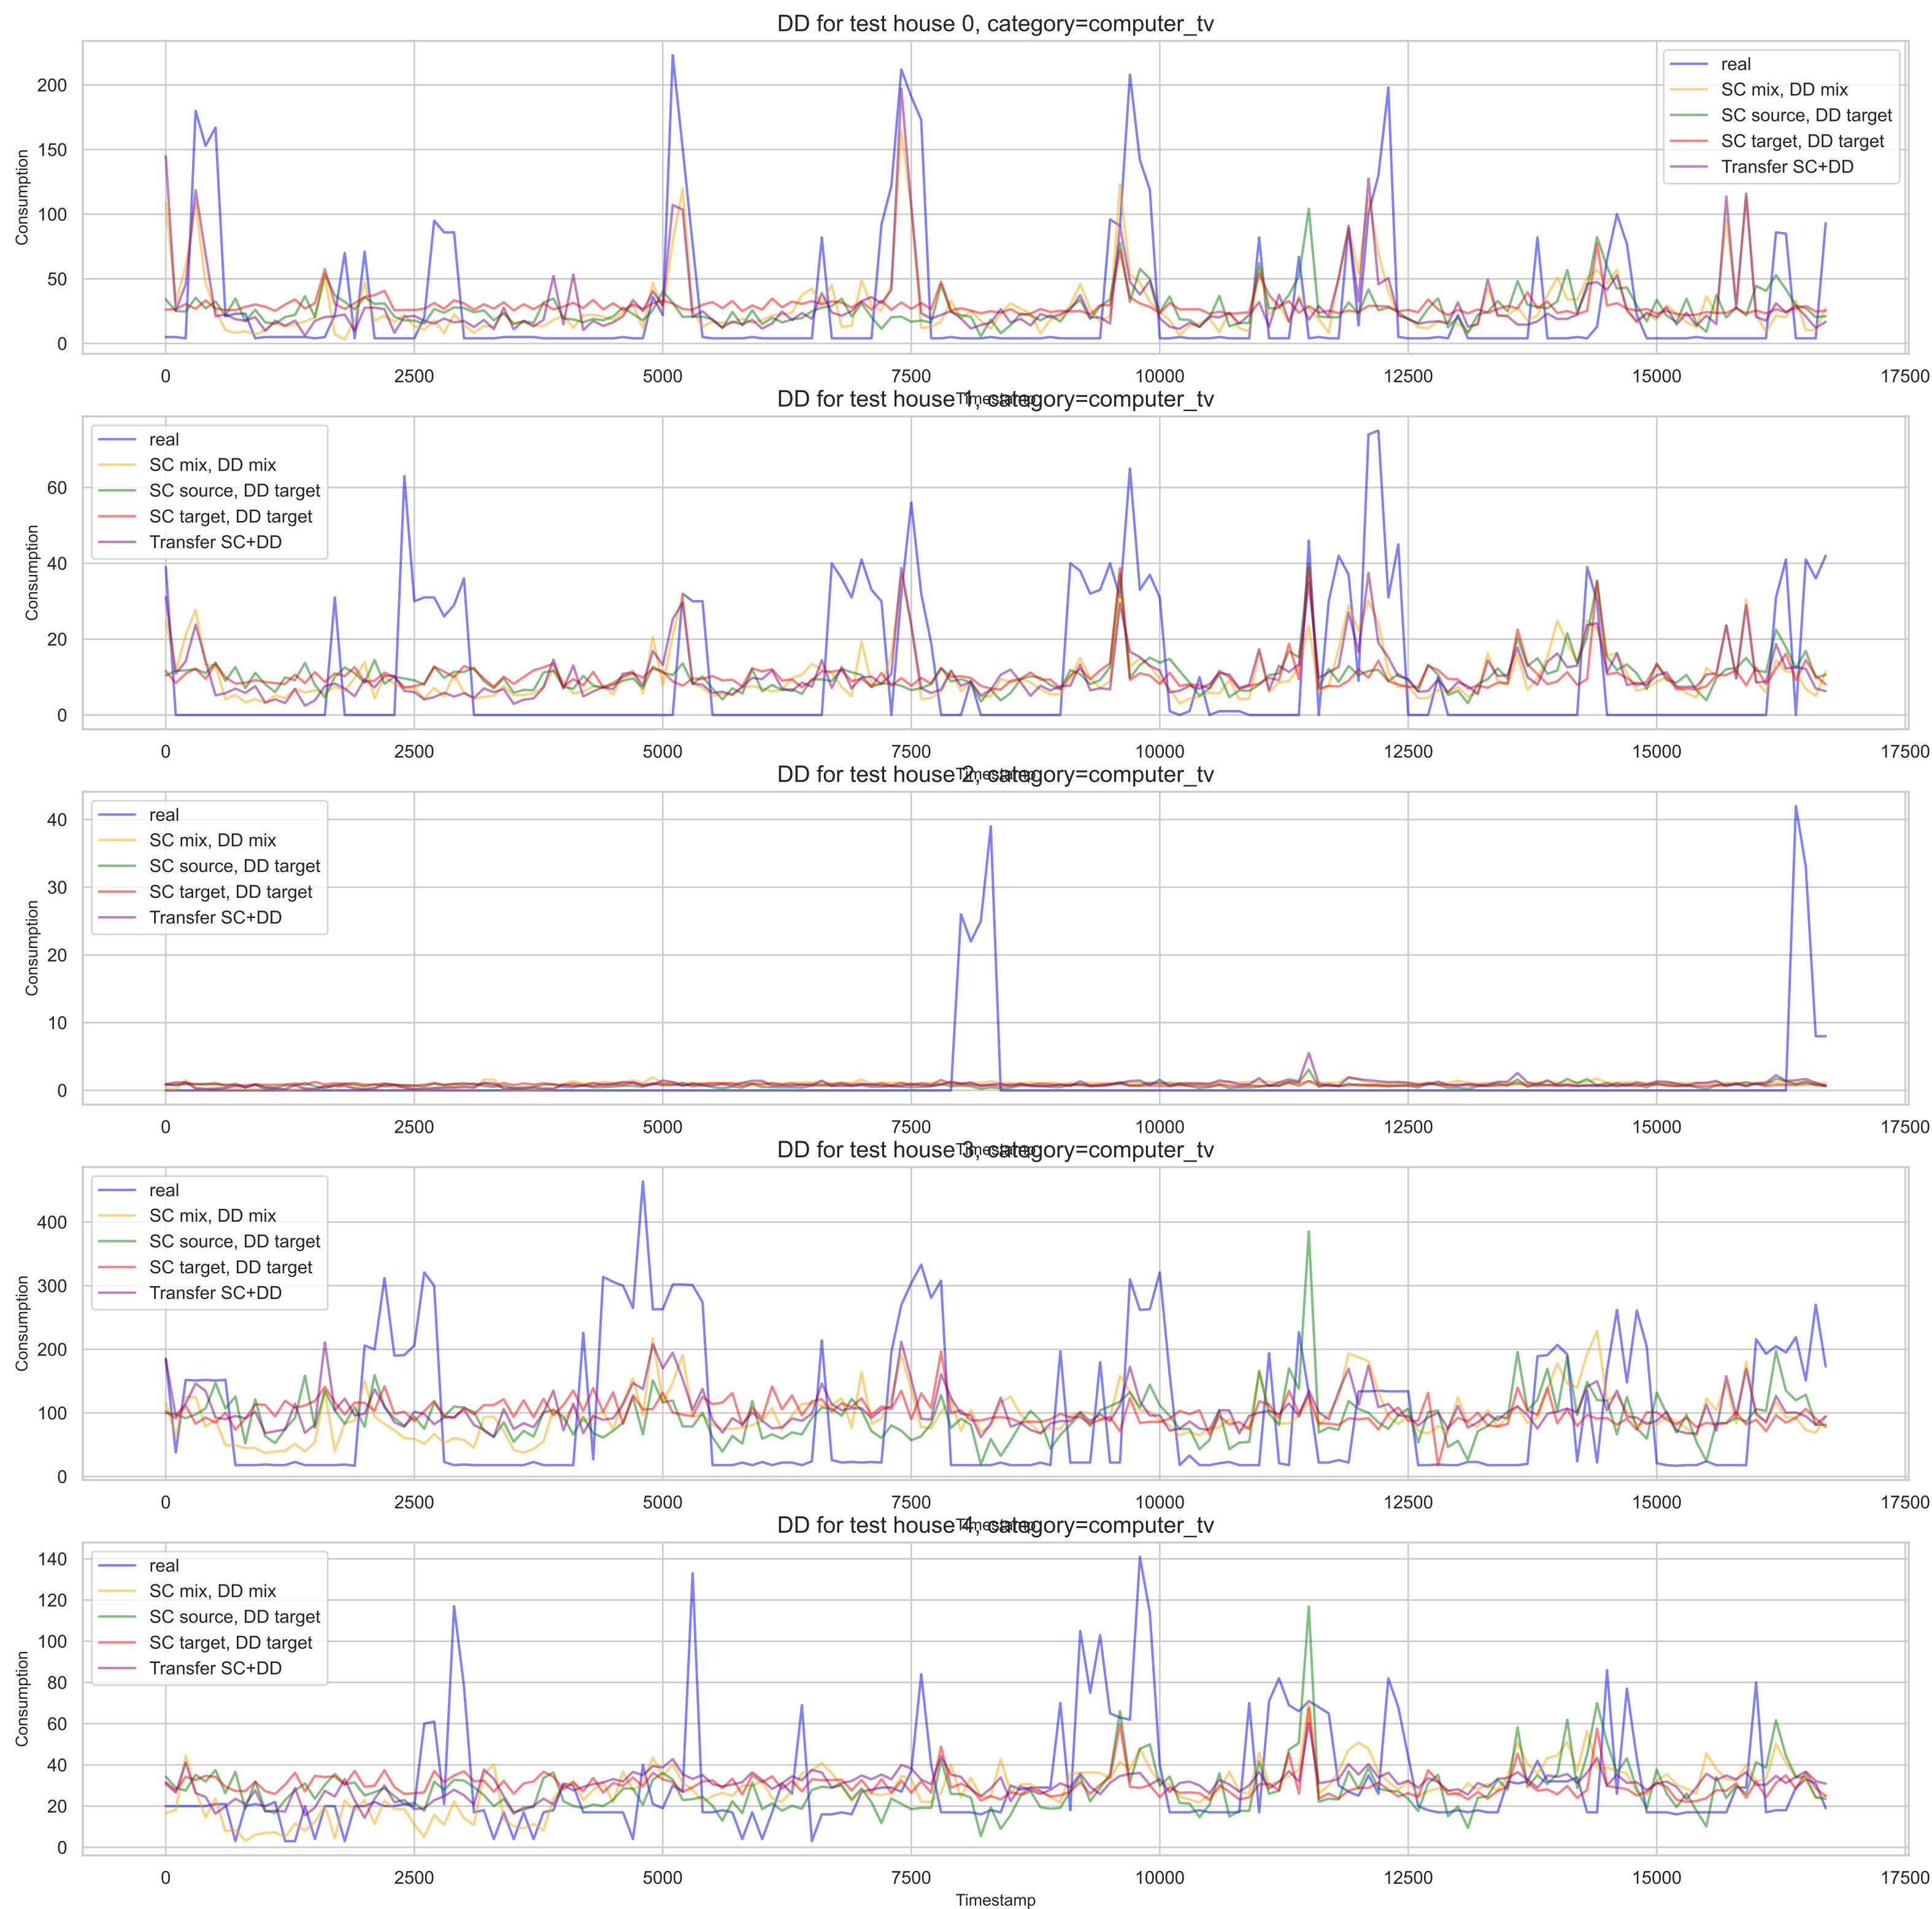 DD for test house 0, category=computer_tv
200
150
100
50
0
Consumption
real
SC mix, DD mix
SC source, DD target
SC target, DD target
Transfer SC+DD
0 2500 5000 7500 10000 12500 15000 17500
Timestamp
DD for test house 1, category=computer_tv
60
40
20
0
Consumption
real
SC mix, DD mix
SC source, DD target
SC target, DD target
Transfer SC+DD
0 2500 5000 7500 10000 12500 15000 17500
Timestamp
DD for test house 2, category=computer_tv
40
30
20
10
0
Consumption
real
SC mix, DD mix
SC source, DD target
SC target, DD target
Transfer SC+DD
0 2500 5000 7500 10000 12500 15000 17500
Timestamp
DD for test house 3, category=computer_tv
400
300
200
100
0
Consumption
real
SC mix, DD mix
SC source, DD target
SC target, DD target
Transfer SC+DD
0 2500 5000 7500 10000 12500 15000 17500
Timestamp
DD for test house 4, category=computer_tv
140
120
100
80
60
40
20
0
Consumption
real
SC mix, DD mix
SC source, DD target
SC target, DD target
Transfer SC+DD
0 2500 5000 7500 10000 12500 15000 17500
Timestamp